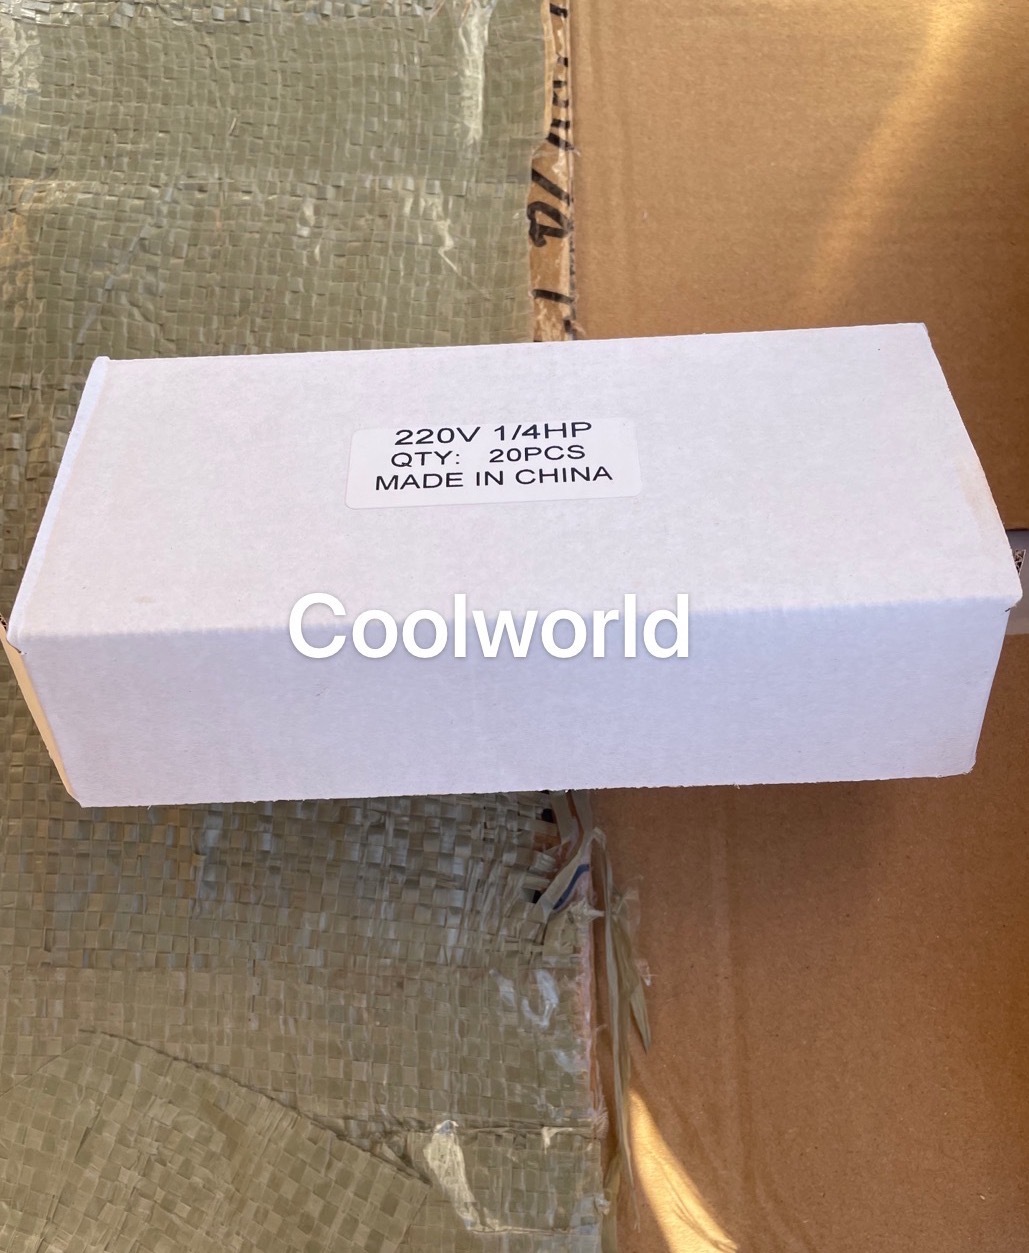 220V 1/4HP
QTY: 20PCS
MADE IN CHINA
Coolworld